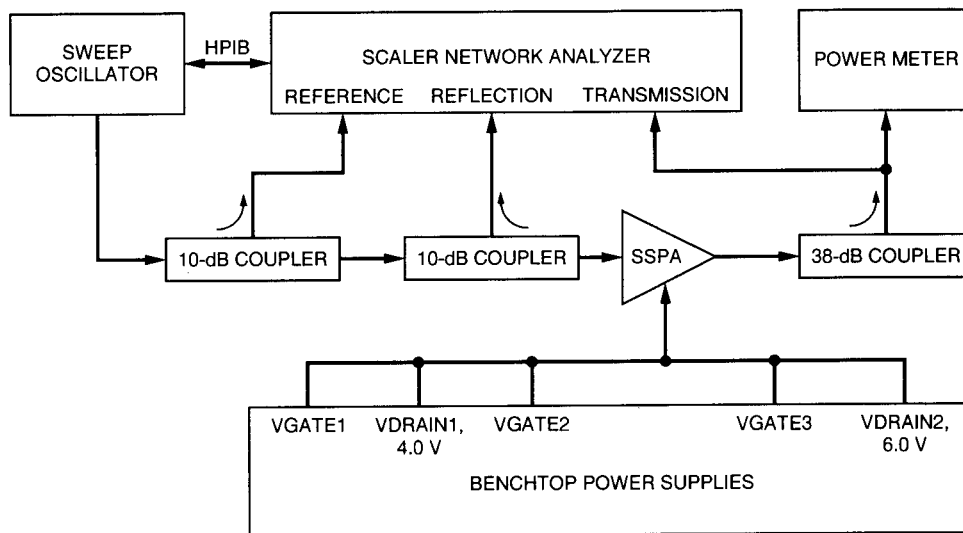 SWEEP
OSCILLATOR
HPIB
SCALER NETWORK ANALYZER
REFERENCE REFLECTION TRANSMISSION
POWER METER
10-dB COUPLER
10-dB COUPLER
SSPA
38-dB COUPLER
VGATE1
VDRAIN1,
4.0 V
VGATE2
VGATE3
VDRAIN2,
6.0 V
BENCHTOP POWER SUPPLIES